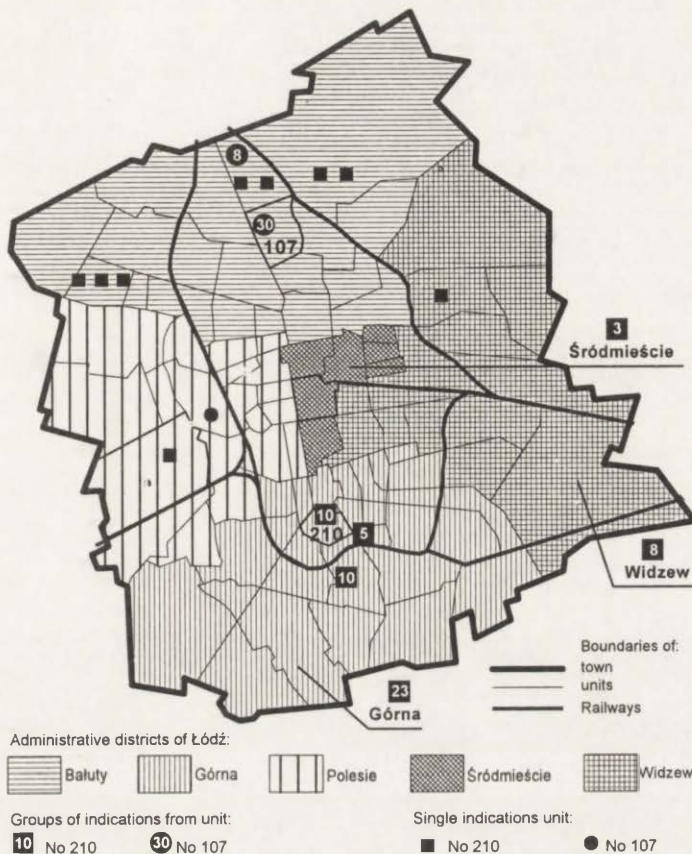 8
30
107
3
Śródmieście
10
210
5
10
8
Widzew
23
Górna
Boundaries of:
town
units
Railways
Administrative districts of Łódź:
Bałuty
Górna
Polesie
Śródmieście
Widzew
Groups of indications from unit:
10 No 210
30 No 107
Single indications unit:
No 210
No 107